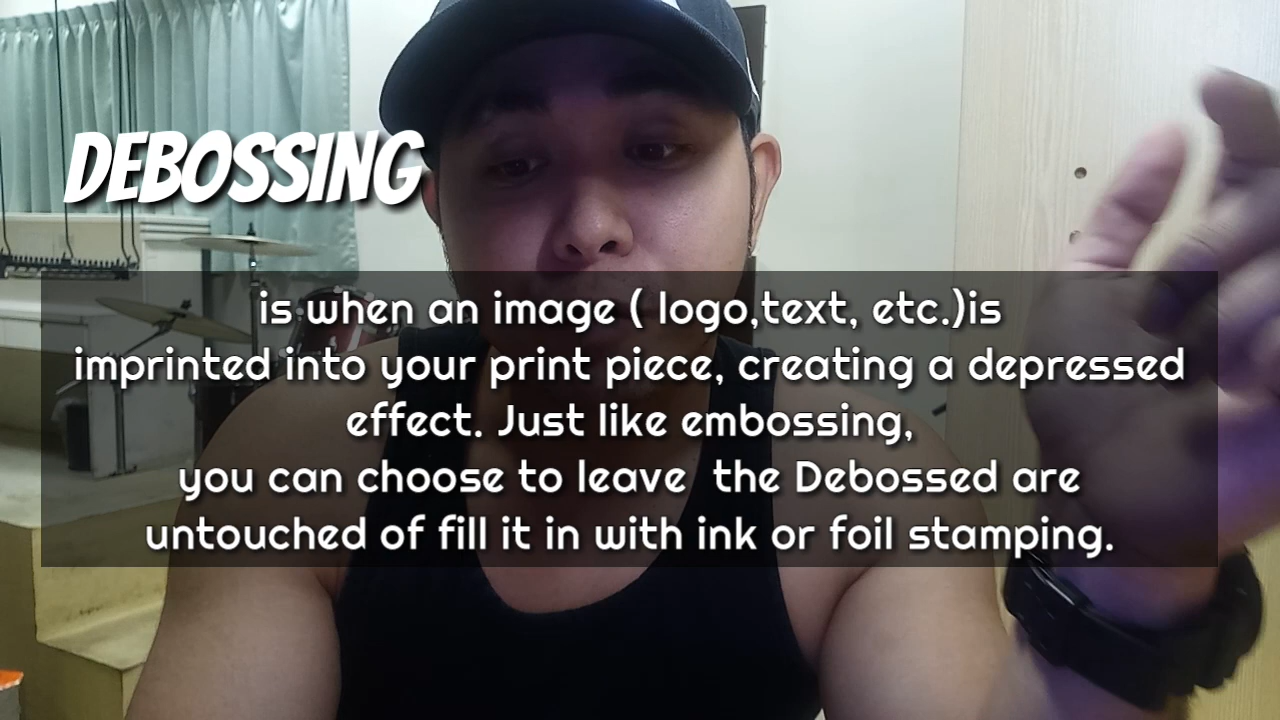 DEBOSSING
is when an image ( logo,text, etc.)is
imprinted into your print piece, creating a depressed
effect. Just like embossing,
you can choose to leave  the Debossed are
untouched of fill it in with ink or foil stamping.